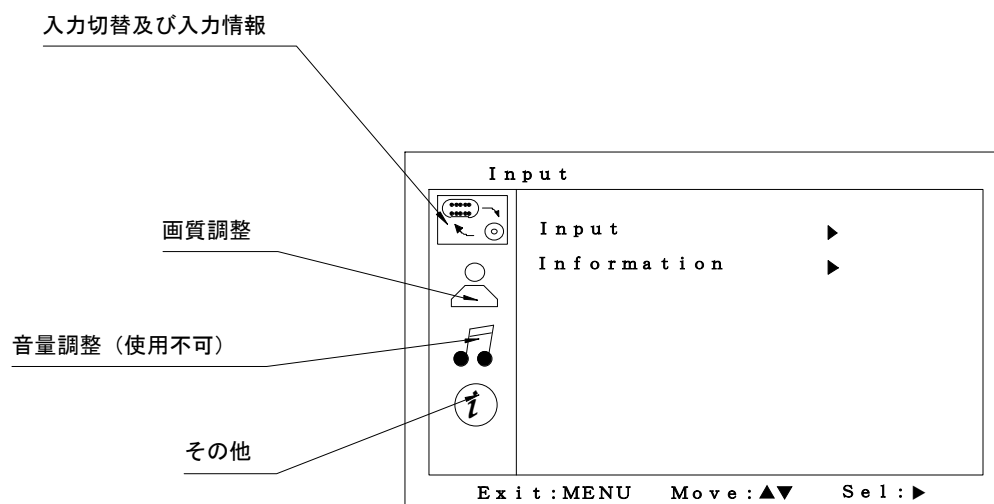 入力切替及び入力情報
Input
Input ▶
画質調整
Information ▶
音量調整（使用不可）
その他
Exit:MENU Move:▲▼ Sel:▶